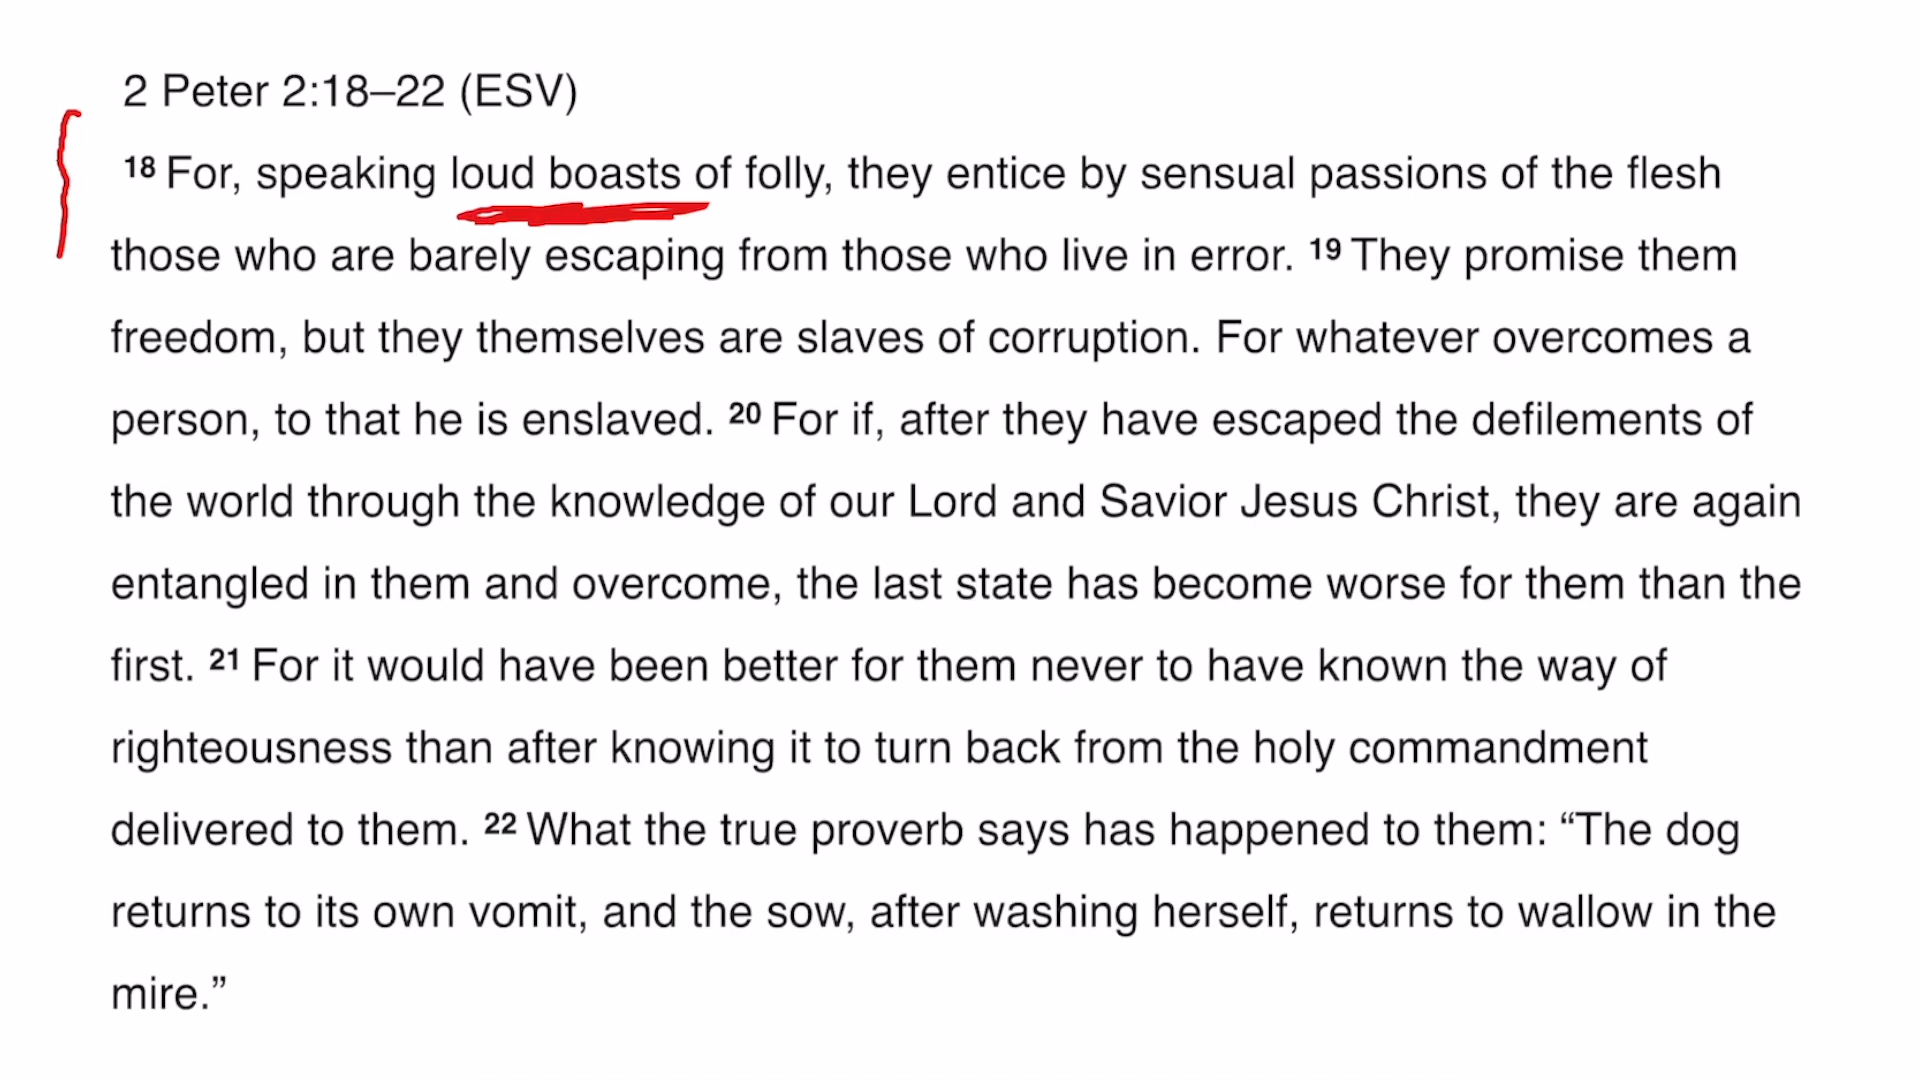 2 Peter 2:18–22 (ESV)
18 For, speaking loud boasts of folly, they entice by sensual passions of the flesh
those who are barely escaping from those who live in error. 19 They promise them
freedom, but they themselves are slaves of corruption. For whatever overcomes a
person, to that he is enslaved. 20 For if, after they have escaped the defilements of
the world through the knowledge of our Lord and Savior Jesus Christ, they are again
entangled in them and overcome, the last state has become worse for them than the
first. 21 For it would have been better for them never to have known the way of
righteousness than after knowing it to turn back from the holy commandment
delivered to them. 22 What the true proverb says has happened to them: “The dog
returns to its own vomit, and the sow, after washing herself, returns to wallow in the
mire.”